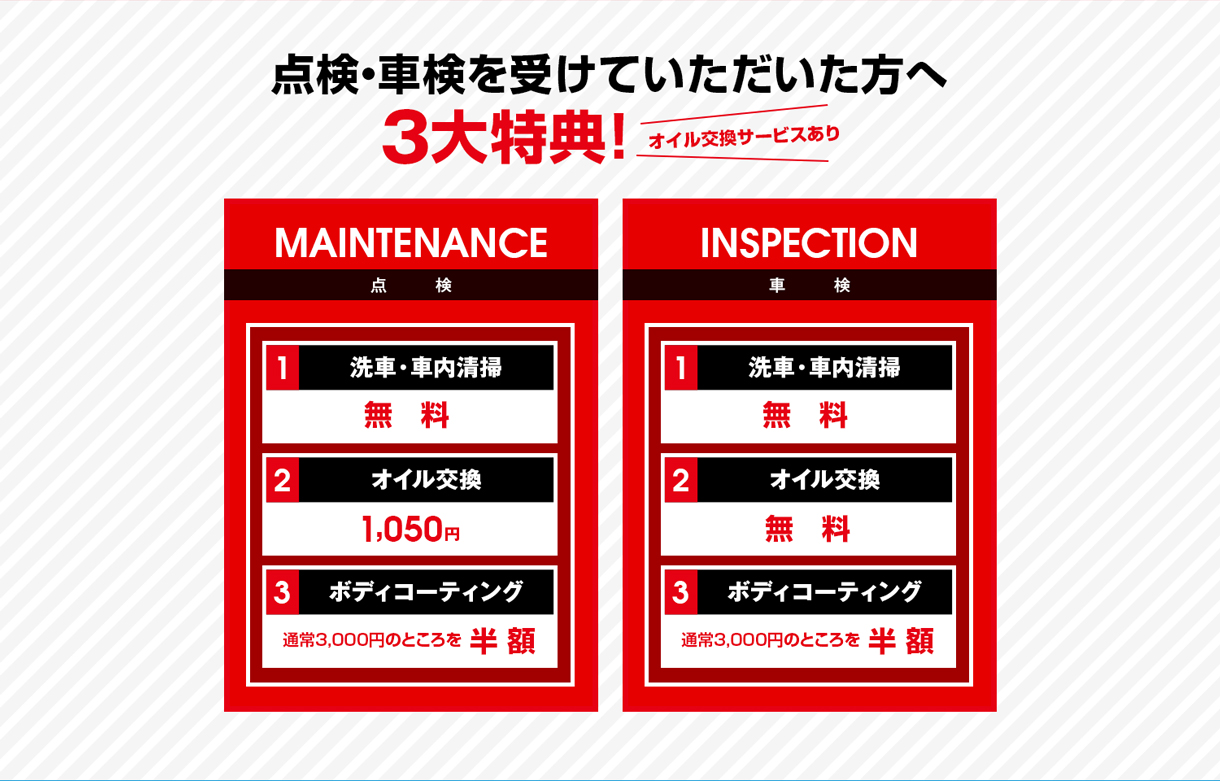 点検・車検を受けていただいた方へ
3大特典!
オイル交換サービスあり
MAINTENANCE
点 検
1 洗車・車内清掃
無 料
2 オイル交換
1,050円
3 ボディコーティング
通常3,000円のところを 半 額
INSPECTION
車 検
1 洗車・車内清掃
無 料
2 オイル交換
無 料
3 ボディコーティング
通常3,000円のところを 半 額